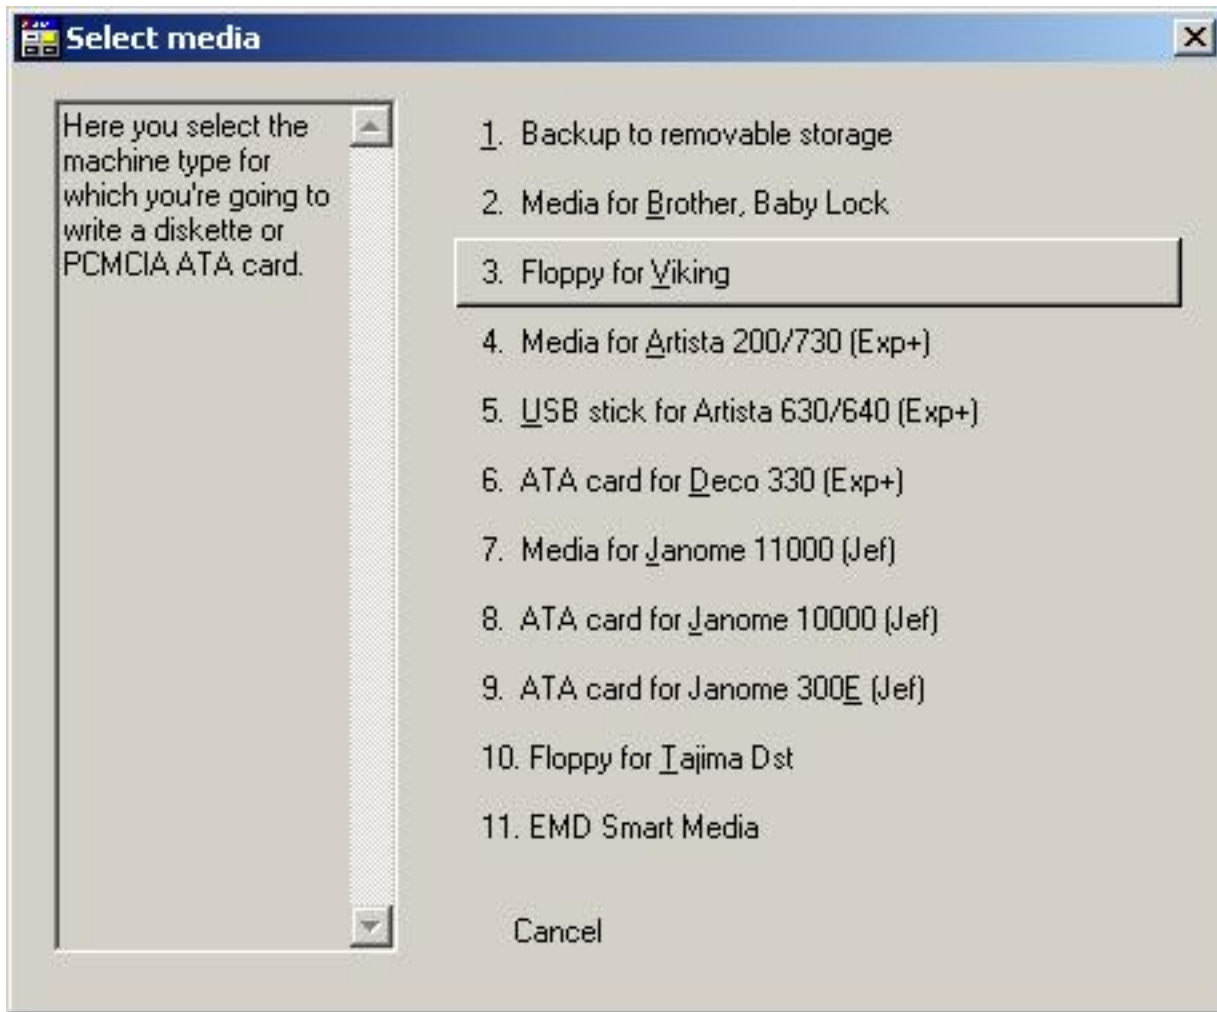 Select media
Here you select the
machine type for
which you're going to
write a diskette or
PCMCIA ATA card.
1. Backup to removable storage
2. Media for Brother, Baby Lock
3. Floppy for Viking
4. Media for Artista 200/730 (Exp+)
5. USB stick for Artista 630/640 (Exp+)
6. ATA card for Deco 330 (Exp+)
7. Media for Janome 11000 (Jef)
8. ATA card for Janome 10000 (Jef)
9. ATA card for Janome 300E (Jef)
10. Floppy for Tajima Dst
11. EMD Smart Media
Cancel